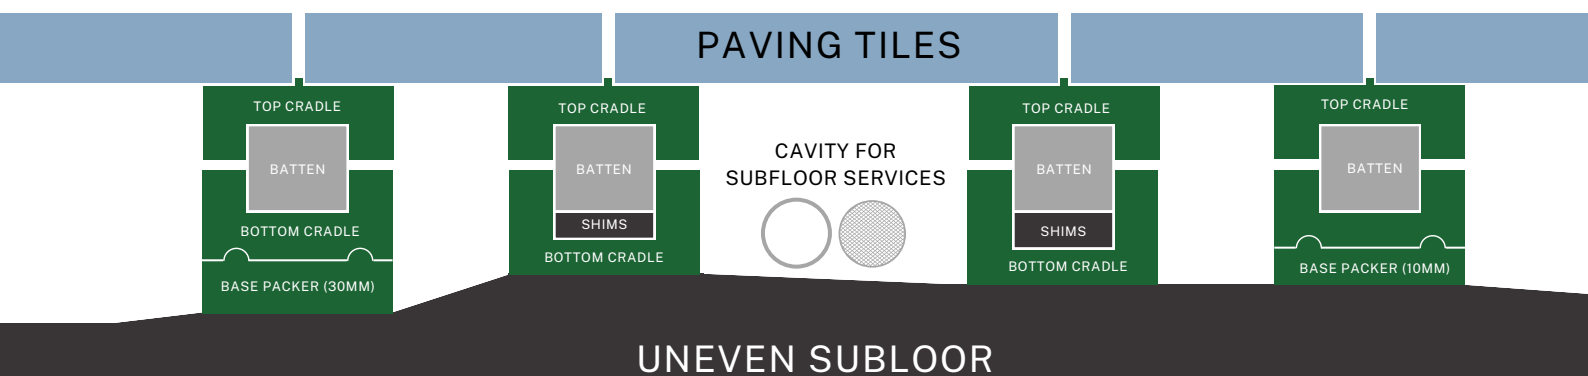 PAVING TILES
TOP CRADLE
BATTEN
BOTTOM CRADLE
BASE PACKER (30MM)
TOP CRADLE
BATTEN
SHIMS
BOTTOM CRADLE
CAVITY FOR
SUBFLOOR SERVICES
TOP CRADLE
BATTEN
SHIMS
BOTTOM CRADLE
TOP CRADLE
BATTEN
BASE PACKER (10MM)
UNEVEN SUBLOOR